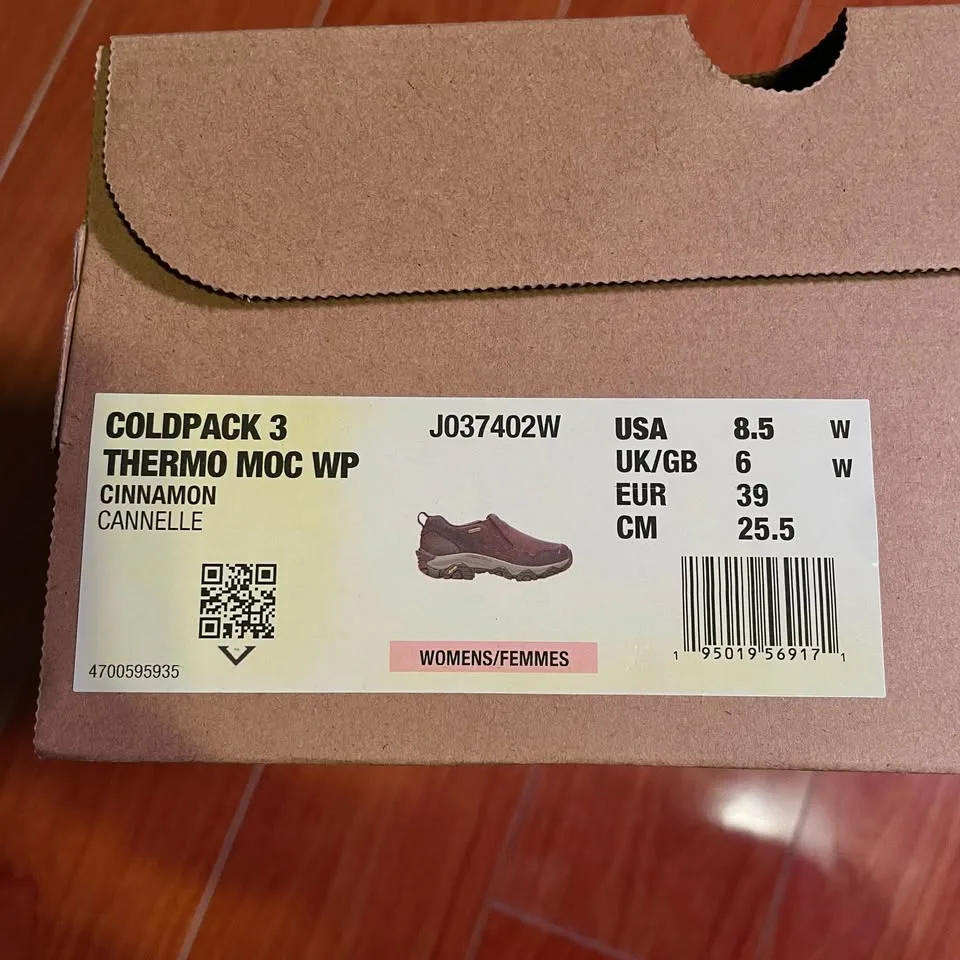 COLDPACK 3
THERMO MOC WP
CINNAMON
CANNELLE
4700595935
J037402W
WOMENS/FEMMES
USA 8.5 W
UK/GB 6 W
EUR 39
CM 25.5
1 95019 56917 1